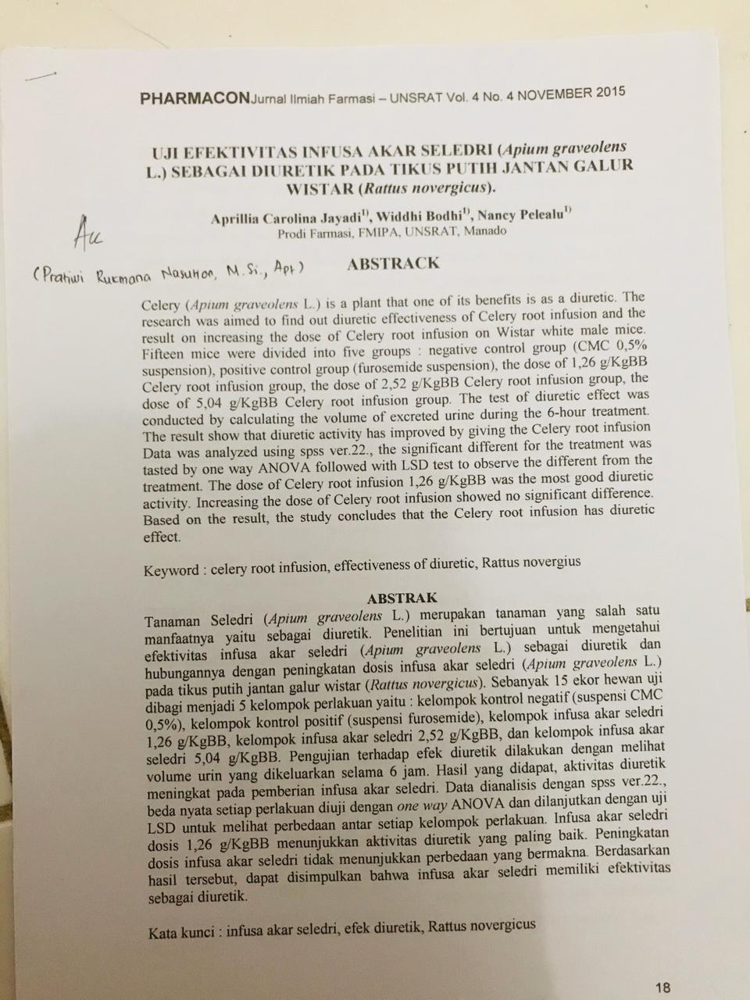 PHARMACON Jurnal Ilmiah Farmasi – UNSRAT Vol. 4 No. 4 NOVEMBER 2015
UJI EFEKTIVITAS INFUSA AKAR SELEDRI (Apium graveolens
L.) SEBAGAI DIURETIK PADA TIKUS PUTIH JANTAN GALUR
WISTAR (Rattus novergicus).
Aprillia Carolina Jayadi1), Widdhi Bodhi1), Nancy Pelealu1)
Prodi Farmasi, FMIPA, UNSRAT, Manado
(Pratiwi Rukmana Nasution, M.Si., Apt)
ABSTRACK
Celery (Apium graveolens L.) is a plant that one of its benefits is as a diuretic. The
research was aimed to find out diuretic effectiveness of Celery root infusion and the
result on increasing the dose of Celery root infusion on Wistar white male mice.
Fifteen mice were divided into five groups : negative control group (CMC 0,5%
suspension), positive control group (furosemide suspension), the dose of 1,26 g/KgBB
Celery root infusion group, the dose of 2,52 g/KgBB Celery root infusion group, the
dose of 5,04 g/KgBB Celery root infusion group. The test of diuretic effect was
conducted by calculating the volume of excreted urine during the 6-hour treatment.
The result show that diuretic activity has improved by giving the Celery root infusion
Data was analyzed using spss ver.22., the significant different for the treatment was
tasted by one way ANOVA followed with LSD test to observe the different from the
treatment. The dose of Celery root infusion 1,26 g/KgBB was the most good diuretic
activity. Increasing the dose of Celery root infusion showed no significant difference.
Based on the result, the study concludes that the Celery root infusion has diuretic
effect.
Keyword : celery root infusion, effectiveness of diuretic, Rattus novergius
ABSTRAK
Tanaman Seledri (Apium graveolens L.) merupakan tanaman yang salah satu
manfaatnya yaitu sebagai diuretik. Penelitian ini bertujuan untuk mengetahui
efektivitas infusa akar seledri (Apium graveolens L.) sebagai diuretik dan
hubungannya dengan peningkatan dosis infusa akar seledri (Apium graveolens L.)
pada tikus putih jantan galur wistar (Rattus novergicus). Sebanyak 15 ekor hewan uji
dibagi menjadi 5 kelompok perlakuan yaitu : kelompok kontrol negatif (suspensi CMC
0,5%), kelompok kontrol positif (suspensi furosemide), kelompok infusa akar seledri
1,26 g/KgBB, kelompok infusa akar seledri 2,52 g/KgBB, dan kelompok infusa akar
seledri 5,04 g/KgBB. Pengujian terhadap efek diuretik dilakukan dengan melihat
volume urin yang dikeluarkan selama 6 jam. Hasil yang didapat, aktivitas diuretik
meningkat pada pemberian infusa akar seledri. Data dianalisis dengan spss ver.22.,
beda nyata setiap perlakuan diuji dengan one way ANOVA dan dilanjutkan dengan uji
LSD untuk melihat perbedaan antar setiap kelompok perlakuan. Infusa akar seledri
dosis 1,26 g/KgBB menunjukkan aktivitas diuretik yang paling baik. Peningkatan
dosis infusa akar seledri tidak menunjukkan perbedaan yang bermakna. Berdasarkan
hasil tersebut, dapat disimpulkan bahwa infusa akar seledri memiliki efektivitas
sebagai diuretik.
Kata kunci : infusa akar seledri, efek diuretik, Rattus novergicus
18